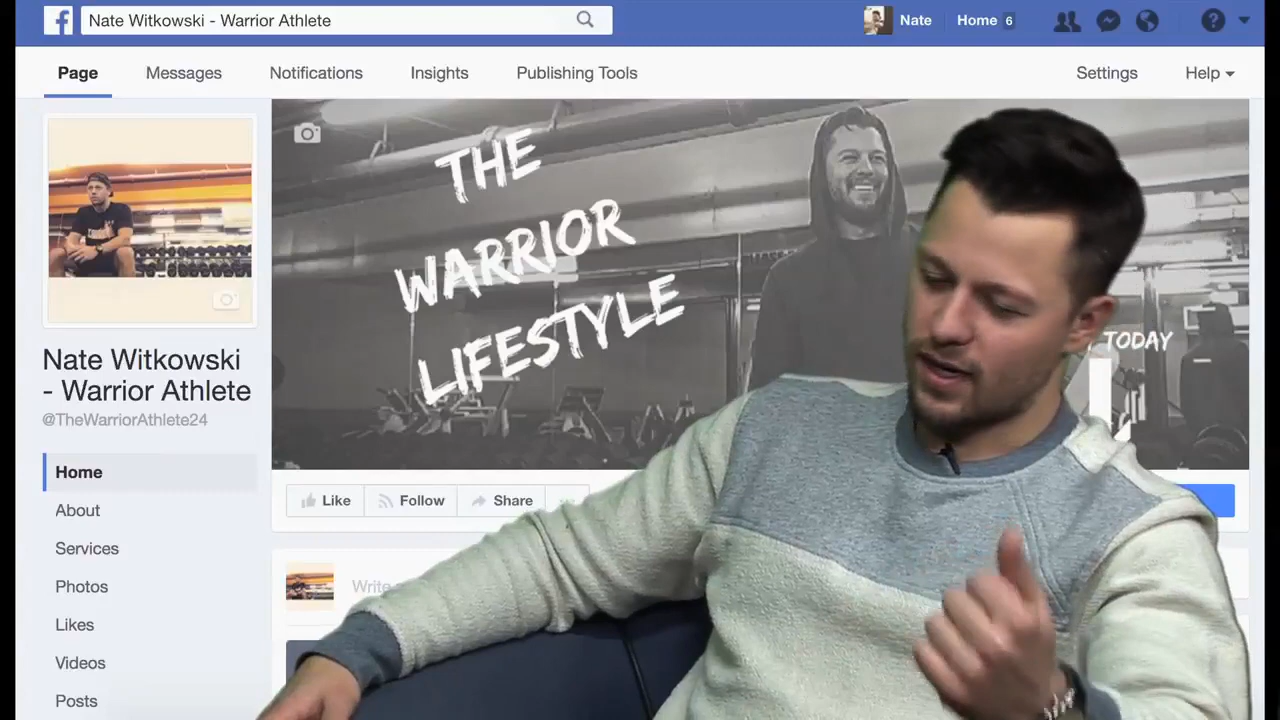 Nate Witkowski - Warrior Athlete
Nate
Home 6
Page
Messages
Notifications
Insights
Publishing Tools
Settings
Help
THE
WARRIOR
LIFESTYLE
TODAY
Nate Witkowski
- Warrior Athlete
@TheWarriorAthlete24
Like
Follow
Share
Home
About
Services
Photos
Likes
Videos
Posts
Write